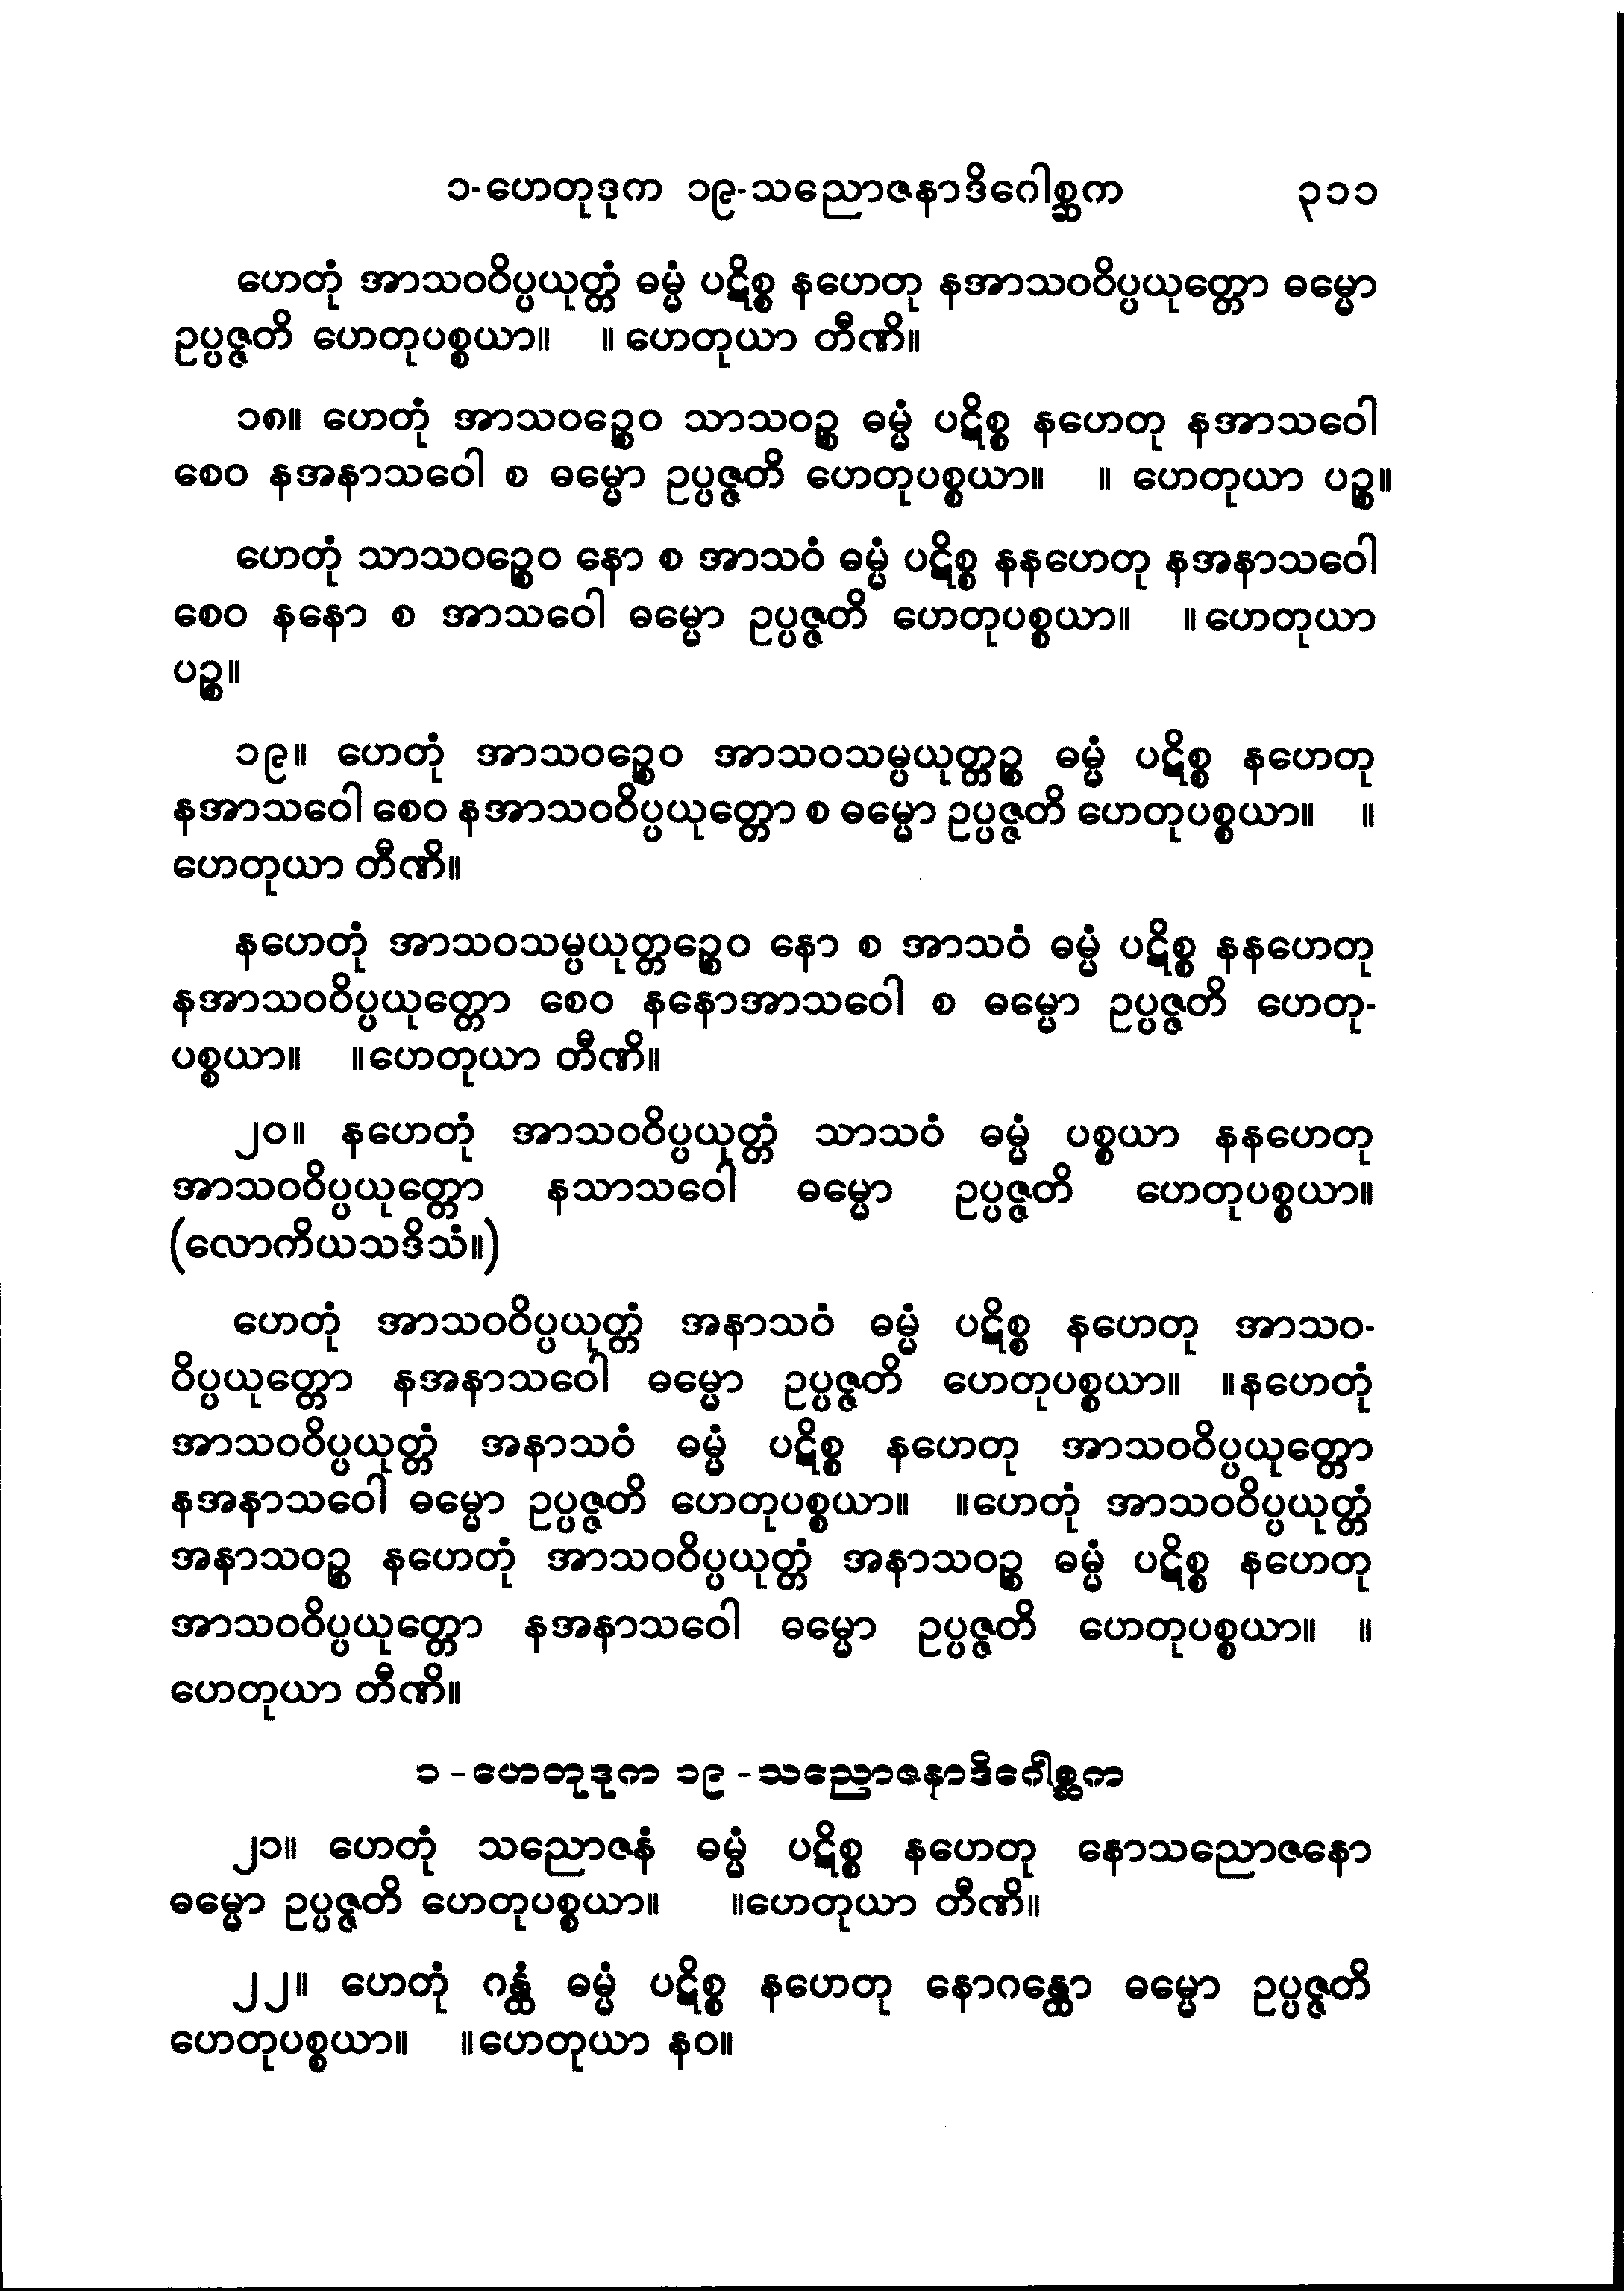 ၁-ဟေတုဒုက ၁၉-သညောဇနာဒိဂေါစ္ဆက ၃၁၁
ဟေတုံ အာသဝဝိပ္ပယုတ္တံ ဓမ္မံ ပဋိစ္စ နဟေတု နအာသဝဝိပ္ပယုတ္တော ဓမ္မော
ဥပ္ပဇ္ဇတိ ဟေတုပစ္စယာ။ ။ ဟေတုယာ တီဏိ။
၁၈။ ဟေတုံ အာသဝဉ္စေဝ သာသဝဉ္စ ဓမ္မံ ပဋိစ္စ နဟေတု နအာသဝေါ
စေဝ နအနာသဝေါ စ ဓမ္မော ဥပ္ပဇ္ဇတိ ဟေတုပစ္စယာ။ ။ ဟေတုယာ ပဉ္စ။
ဟေတုံ သာသဝဉ္စေဝ နော စ အာသဝံ ဓမ္မံ ပဋိစ္စ နနဟေတု နအနာသဝေါ
စေဝ နနော စ အာသဝေါ ဓမ္မော ဥပ္ပဇ္ဇတိ ဟေတုပစ္စယာ။ ။ ဟေတုယာ
ပဉ္စ။
၁၉။ ဟေတုံ အာသဝဉ္စေဝ အာသဝသမ္ပယုတ္တဉ္စ ဓမ္မံ ပဋိစ္စ နဟေတု
နအာသဝေါ စေဝ နအာသဝဝိပ္ပယုတ္တော စ ဓမ္မော ဥပ္ပဇ္ဇတိ ဟေတုပစ္စယာ။ ။
ဟေတုယာ တီဏိ။
နဟေတုံ အာသဝသမ္ပယုတ္တဉ္စေဝ နော စ အာသဝံ ဓမ္မံ ပဋိစ္စ နနဟေတု
နအာသဝဝိပ္ပယုတ္တော စေဝ နနောအာသဝေါ စ ဓမ္မော ဥပ္ပဇ္ဇတိ ဟေတု-
ပစ္စယာ။ ။ဟေတုယာ တီဏိ။
၂၀။ နဟေတုံ အာသဝဝိပ္ပယုတ္တံ သာသဝံ ဓမ္မံ ပစ္စယာ နနဟေတု
အာသဝဝိပ္ပယုတ္တော နသာသဝေါ ဓမ္မော ဥပ္ပဇ္ဇတိ ဟေတုပစ္စယာ။
(လောကိယသဒိသံ။)
ဟေတုံ အာသဝဝိပ္ပယုတ္တံ အနာသဝံ ဓမ္မံ ပဋိစ္စ နဟေတု အာသဝ-
ဝိပ္ပယုတ္တော နအနာသဝေါ ဓမ္မော ဥပ္ပဇ္ဇတိ ဟေတုပစ္စယာ။ ။နဟေတုံ
အာသဝဝိပ္ပယုတ္တံ အနာသဝံ ဓမ္မံ ပဋိစ္စ နဟေတု အာသဝဝိပ္ပယုတ္တော
နအနာသဝေါ ဓမ္မော ဥပ္ပဇ္ဇတိ ဟေတုပစ္စယာ။ ။ဟေတုံ အာသဝဝိပ္ပယုတ္တံ
အနာသဝဉ္စ နဟေတုံ အာသဝဝိပ္ပယုတ္တံ အနာသဝဉ္စ ဓမ္မံ ပဋိစ္စ နဟေတု
အာသဝဝိပ္ပယုတ္တော နအနာသဝေါ ဓမ္မော ဥပ္ပဇ္ဇတိ ဟေတုပစ္စယာ။ ။
ဟေတုယာ တီဏိ။
၁ - ဟေတုဒုက ၁၉ - သညောဇနာဒိဂေါစ္ဆက
၂၁။ ဟေတုံ သညောဇနံ ဓမ္မံ ပဋိစ္စ နဟေတု နောသညောဇနော
ဓမ္မော ဥပ္ပဇ္ဇတိ ဟေတုပစ္စယာ။ ။ဟေတုယာ တီဏိ။
၂၂။ ဟေတုံ ဂန္ထံ ဓမ္မံ ပဋိစ္စ နဟေတု နောဂန္ထော ဓမ္မော ဥပ္ပဇ္ဇတိ
ဟေတုပစ္စယာ။ ။ဟေတုယာ နဝ။